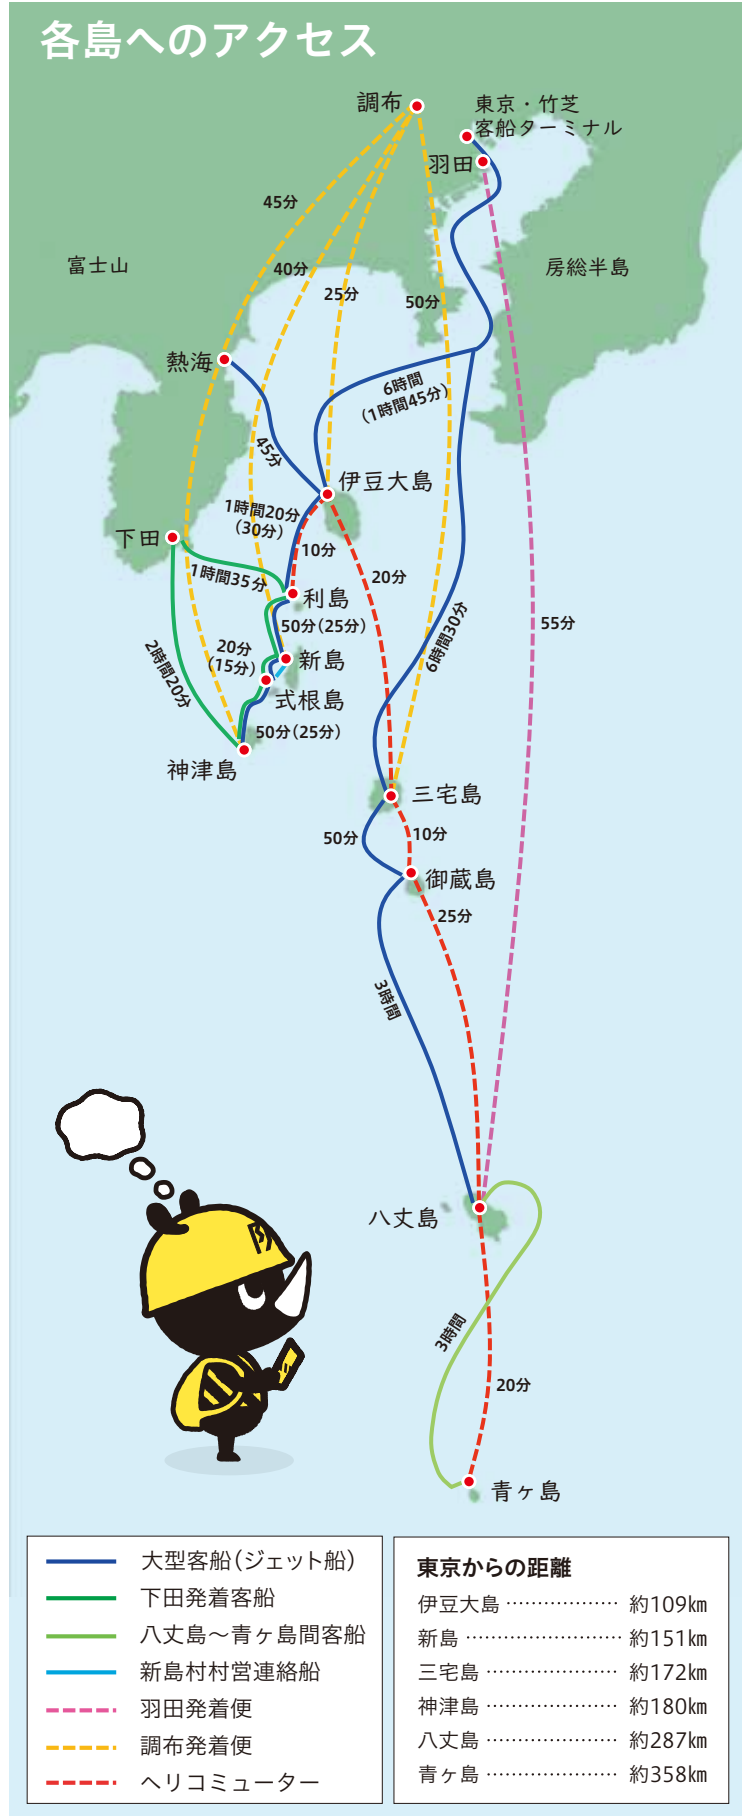 各島へのアクセス
調布
東京・竹芝
客船ターミナル
羽田
45分
富士山
40分
房総半島
25分
50分
熱海
6時間
(1時間45分)
45分
伊豆大島
1時間20分
(30分)
下田
10分
1時間35分
20分
利島
55分
50分(25分)
6時間30分
20分
(15分)
新島
2時間20分
式根島
50分(25分)
神津島
三宅島
50分
10分
御蔵島
25分
3時間
八丈島
3時間
20分
青ヶ島
大型客船(ジェット船)
下田発着客船
八丈島〜青ヶ島間客船
新島村村営連絡船
羽田発着便
調布発着便
ヘリコミューター
東京からの距離
伊豆大島 ……………… 約109㎞
新島 …………………… 約151㎞
三宅島 ………………… 約172㎞
神津島 ………………… 約180㎞
八丈島 ………………… 約287㎞
青ヶ島 ………………… 約358㎞